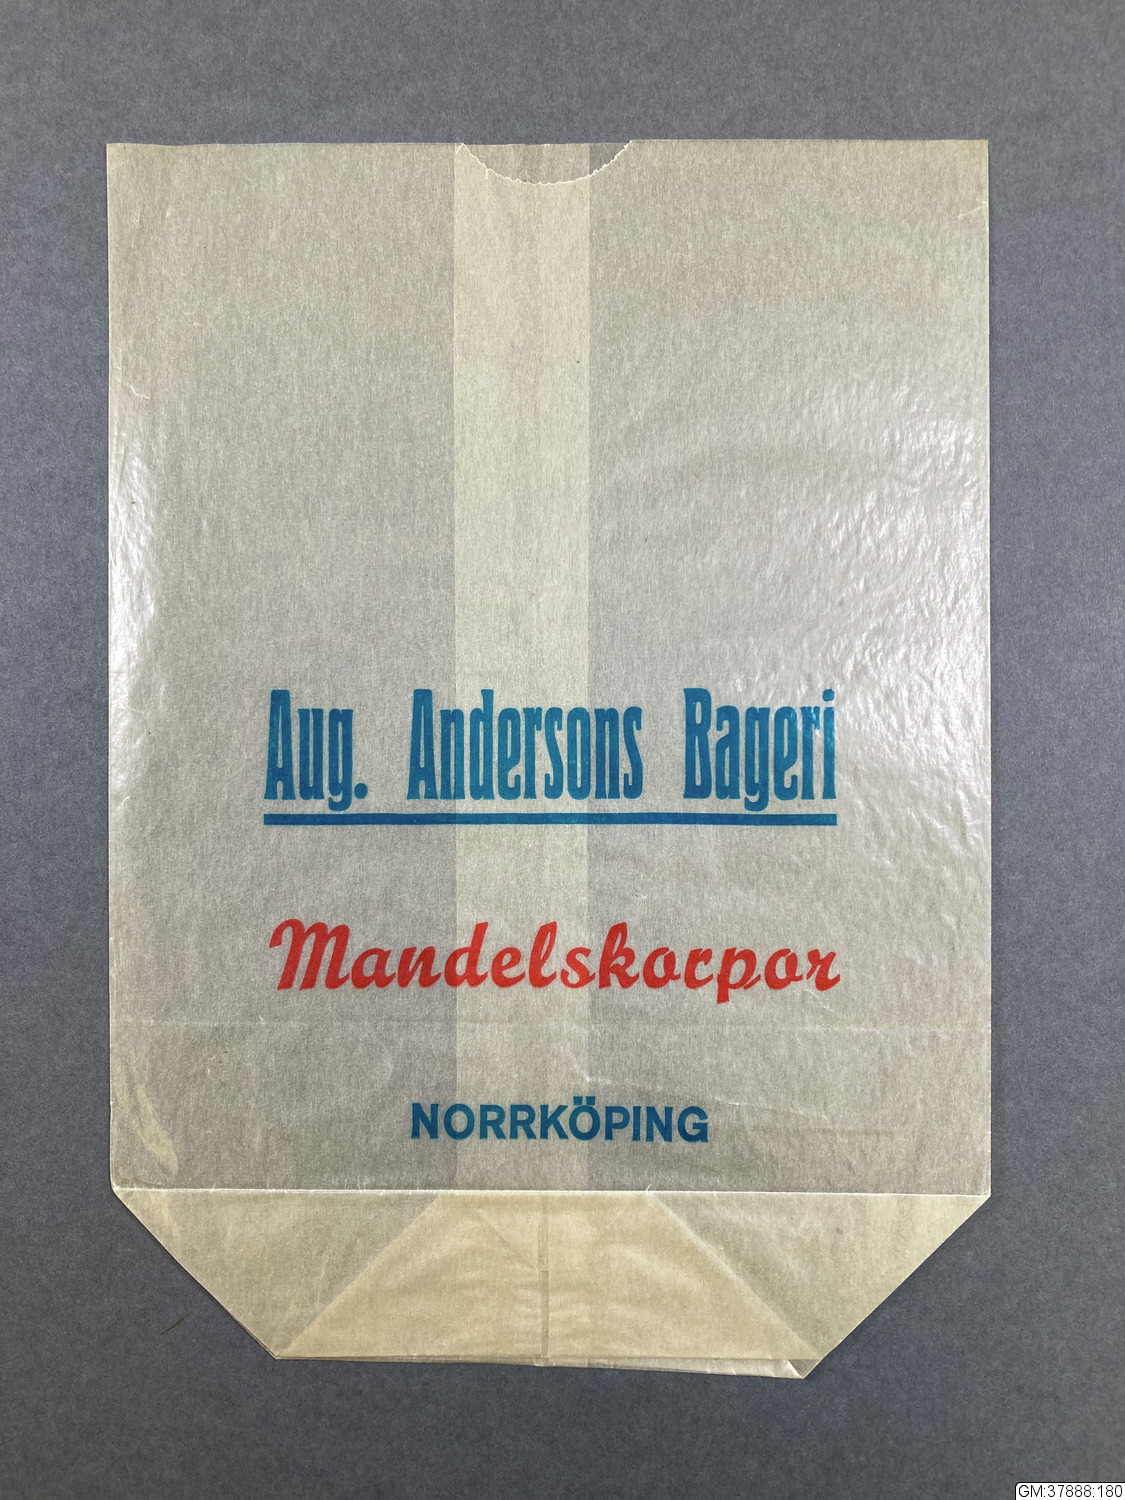 Aug. Andersons Bageri
Mandelskorpor
NORRKÖPING
GM:37888:180